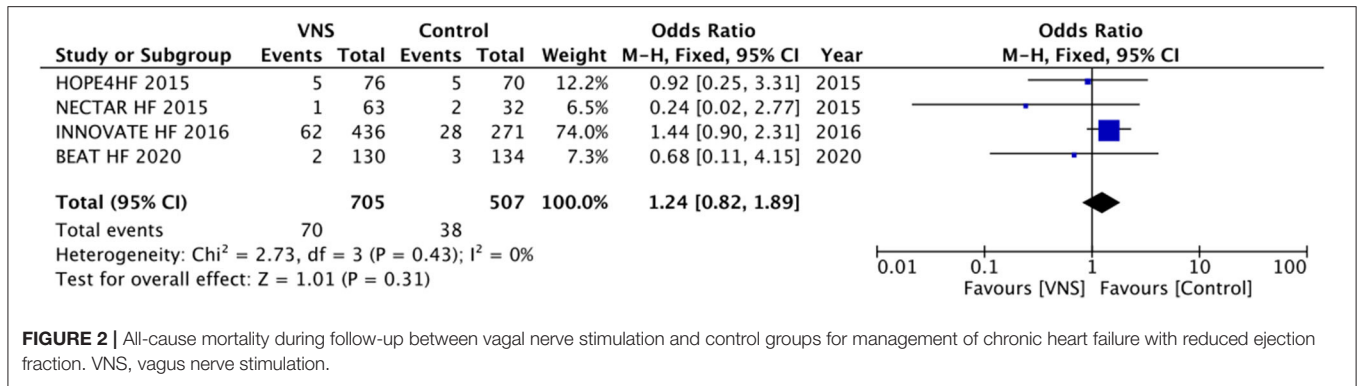 VNS Control Odds Ratio Odds Ratio
Study or Subgroup Events Total Events Total Weight M-H, Fixed, 95% CI Year M-H, Fixed, 95% CI
HOPE4HF 2015 5 76 5 70 12.2% 0.92 [0.25, 3.31] 2015
NECTAR HF 2015 1 63 2 32 6.5% 0.24 [0.02, 2.77] 2015
INNOVATE HF 2016 62 436 28 271 74.0% 1.44 [0.90, 2.31] 2016
BEAT HF 2020 2 130 3 134 7.3% 0.68 [0.11, 4.15] 2020
Total (95% CI) 705 507 100.0% 1.24 [0.82, 1.89]
Total events 70 38
Heterogeneity: Chi² = 2.73, df = 3 (P = 0.43); I² = 0%
Test for overall effect: Z = 1.01 (P = 0.31)
0.01 0.1 1 10 100
Favours [VNS] Favours [Control]
FIGURE 2 | All-cause mortality during follow-up between vagal nerve stimulation and control groups for management of chronic heart failure with reduced ejection
fraction. VNS, vagus nerve stimulation.